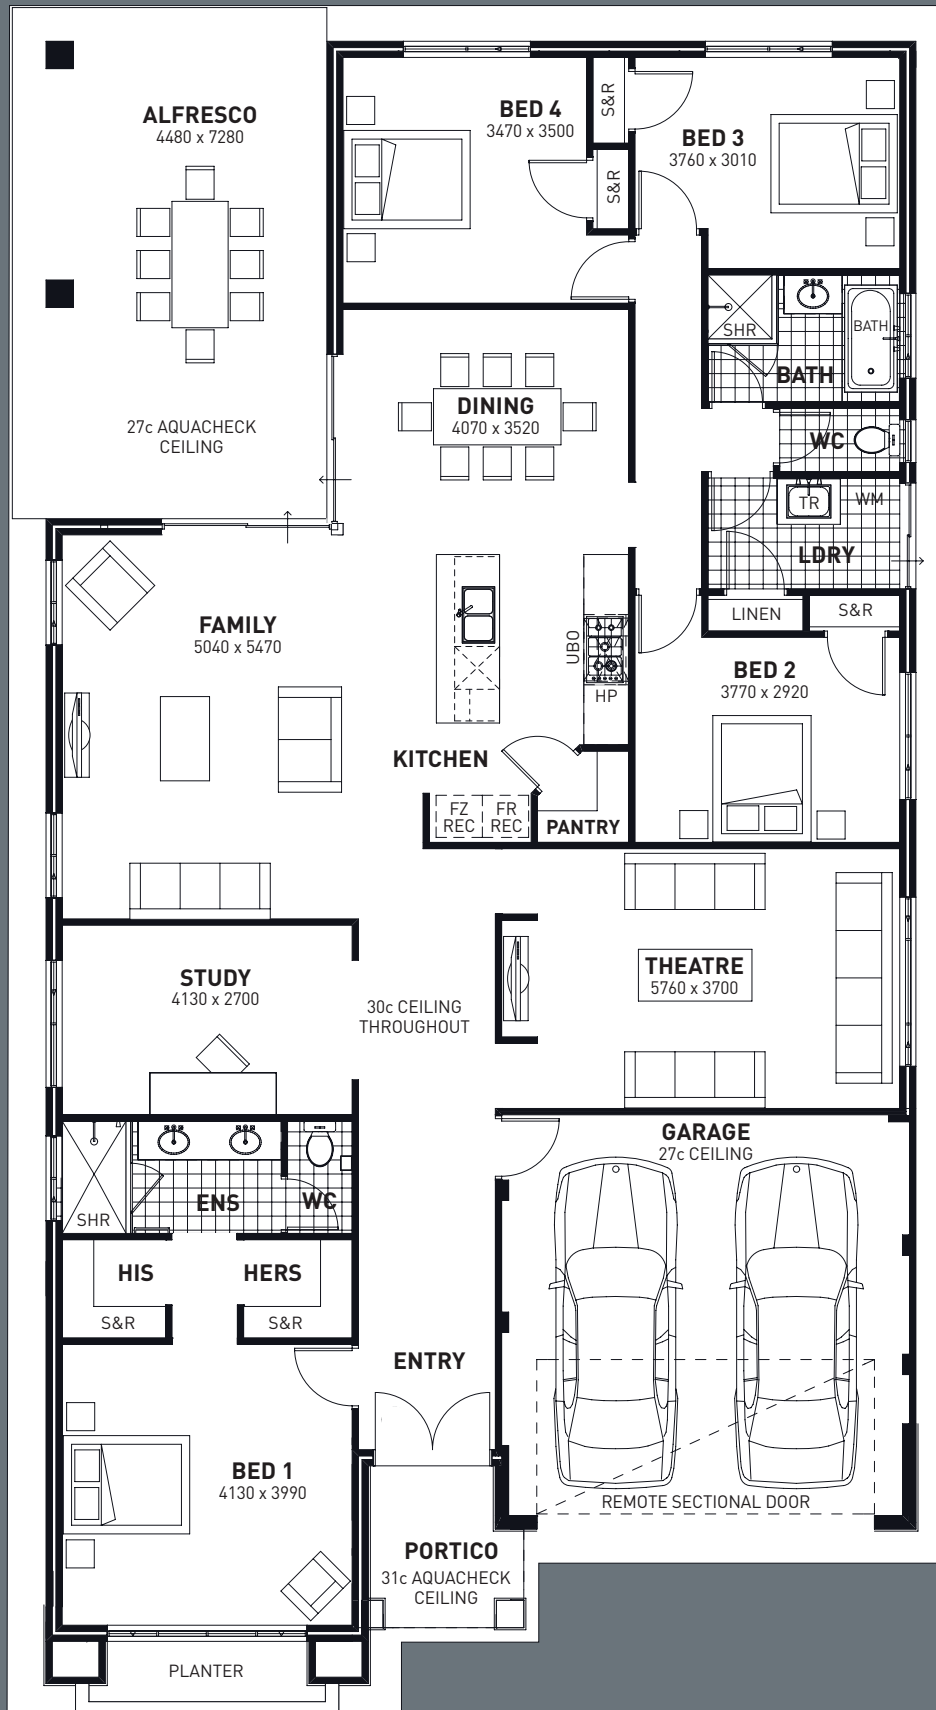 ALFRESCO
4480 x 7280
27c AQUACHECK
CEILING
BED 4
3470 x 3500
S&R
S&R
BED 3
3760 x 3010
SHR
BATH
BATH
DINING
4070 x 3520
WC
TR
WM
LDRY
LINEN
S&R
FAMILY
5040 x 5470
UBO
HP
BED 2
3770 x 2920
KITCHEN
FZ
REC
FR
REC
PANTRY
STUDY
4130 x 2700
30c CEILING
THROUGHOUT
THEATRE
5760 x 3700
GARAGE
27c CEILING
SHR
ENS
WC
HIS
HERS
S&R
S&R
ENTRY
BED 1
4130 x 3990
REMOTE SECTIONAL DOOR
PORTICO
31c AQUACHECK
CEILING
PLANTER